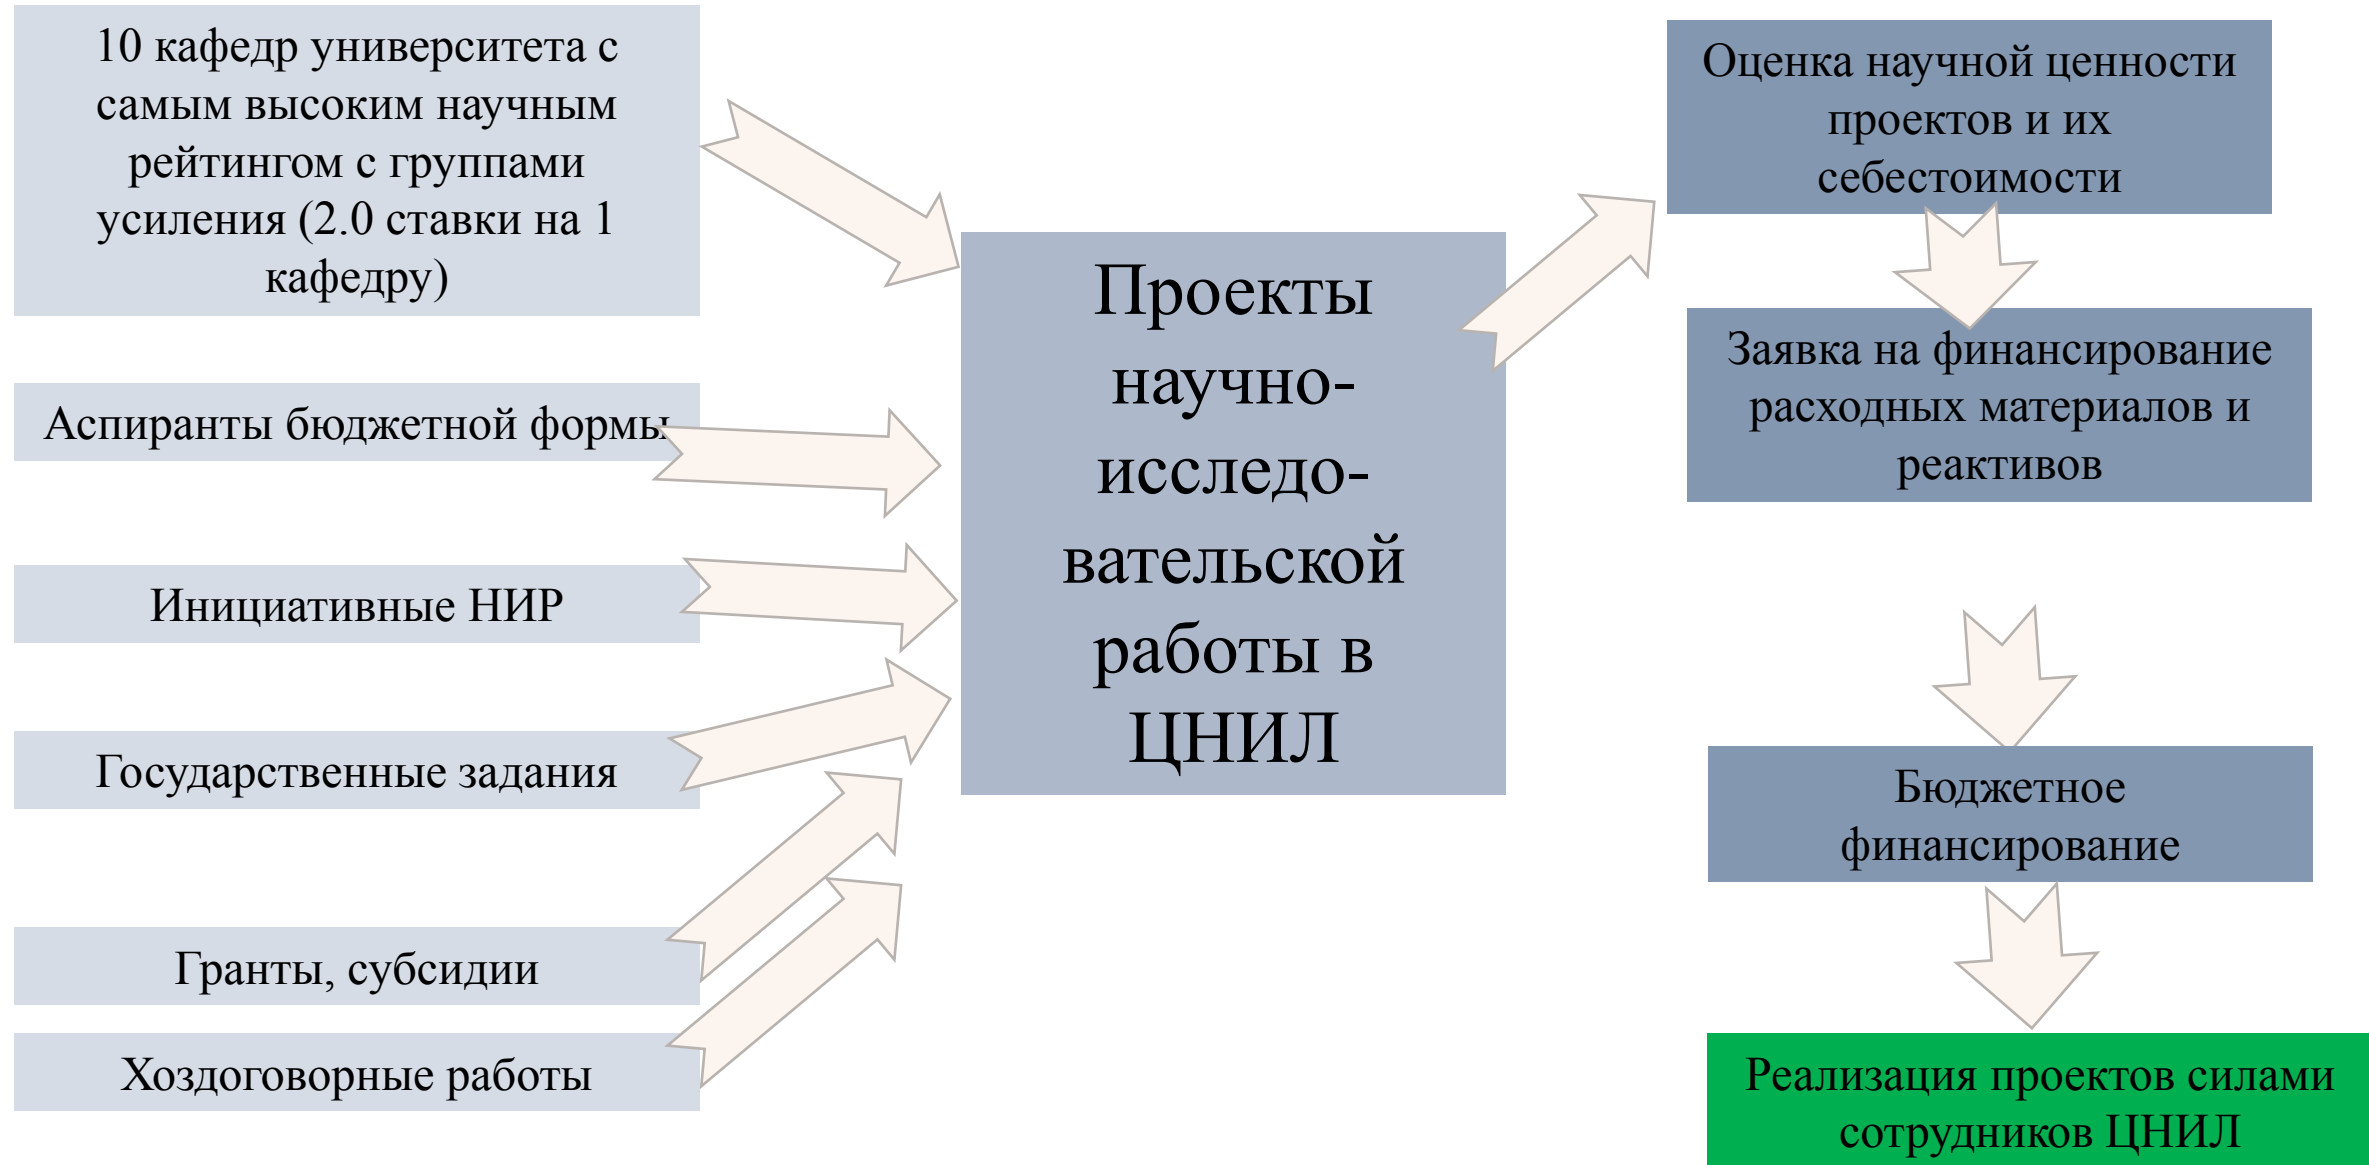 10 кафедр университета с
самым высоким научным
рейтингом с группами
усиления (2.0 ставки на 1
кафедру)
Аспиранты бюджетной формы
Инициативные НИР
Государственные задания
Гранты, субсидии
Хоздоговорные работы
Проекты
научно-
исследо-
вательской
работы в
ЦНИЛ
Оценка научной ценности
проектов и их
себестоимости
Заявка на финансирование
расходных материалов и
реактивов
Бюджетное
финансирование
Реализация проектов силами
сотрудников ЦНИЛ